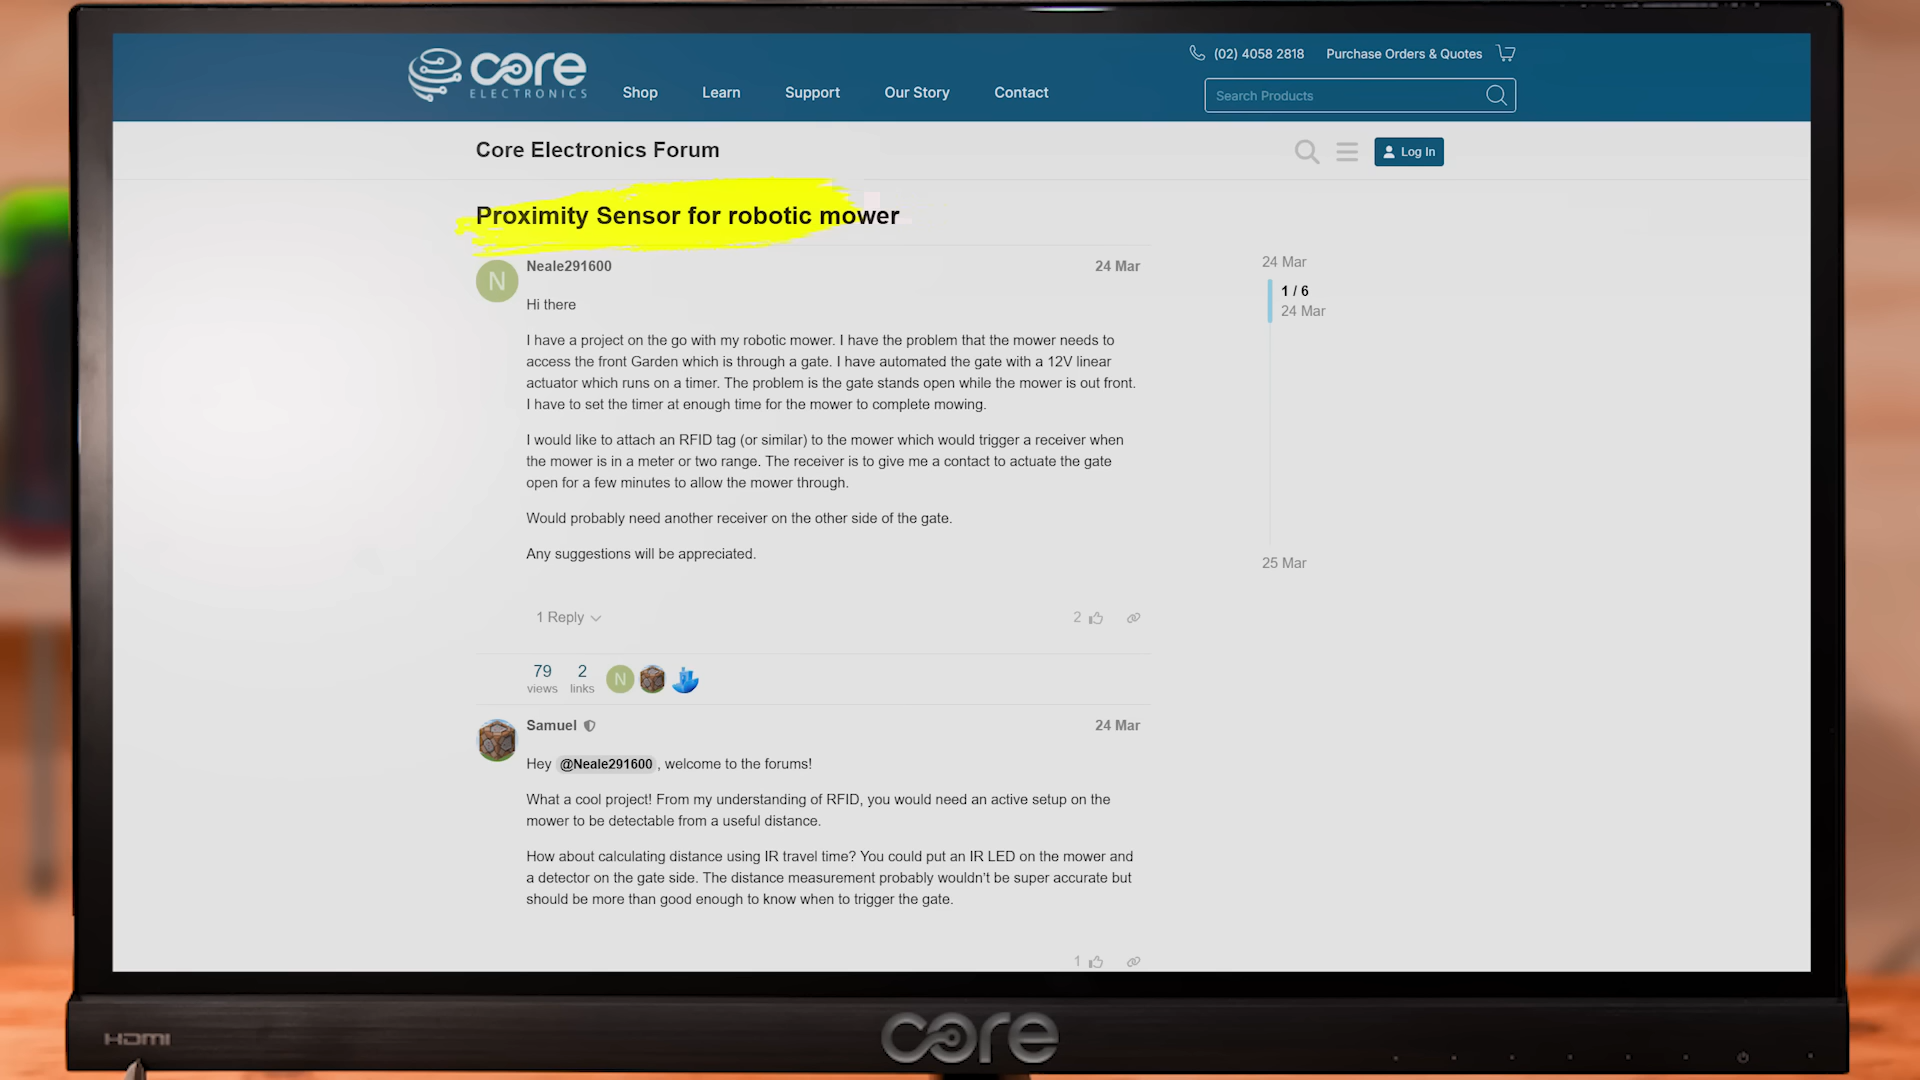 core
ELECTRONICS
Shop
Learn
Support
Our Story
Contact
(02) 4058 2818
Purchase Orders & Quotes
Search Products
Core Electronics Forum
Log In
Proximity Sensor for robotic mower
N
Neale291600
24 Mar
Hi there
I have a project on the go with my robotic mower. I have the problem that the mower needs to
access the front Garden which is through a gate. I have automated the gate with a 12V linear
actuator which runs on a timer. The problem is the gate stands open while the mower is out front.
I have to set the timer at enough time for the mower to complete mowing.
I would like to attach an RFID tag (or similar) to the mower which would trigger a receiver when
the mower is in a meter or two range. The receiver is to give me a contact to actuate the gate
open for a few minutes to allow the mower through.
Would probably need another receiver on the other side of the gate.
Any suggestions will be appreciated.
24 Mar
1 / 6
24 Mar
25 Mar
1 Reply
2
79
views
2
links
N
Samuel
24 Mar
Hey @Neale291600, welcome to the forums!
What a cool project! From my understanding of RFID, you would need an active setup on the
mower to be detectable from a useful distance.
How about calculating distance using IR travel time? You could put an IR LED on the mower and
a detector on the gate side. The distance measurement probably wouldn't be super accurate but
should be more than good enough to know when to trigger the gate.
1
HDMI
core